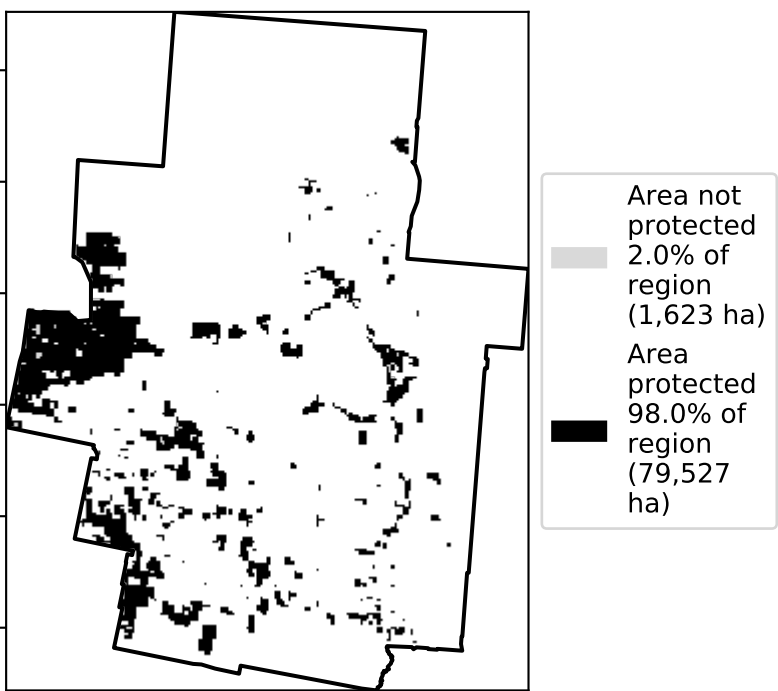 Area not
protected
2.0% of
region
(1,623 ha)
Area
protected
98.0% of
region
(79,527
ha)